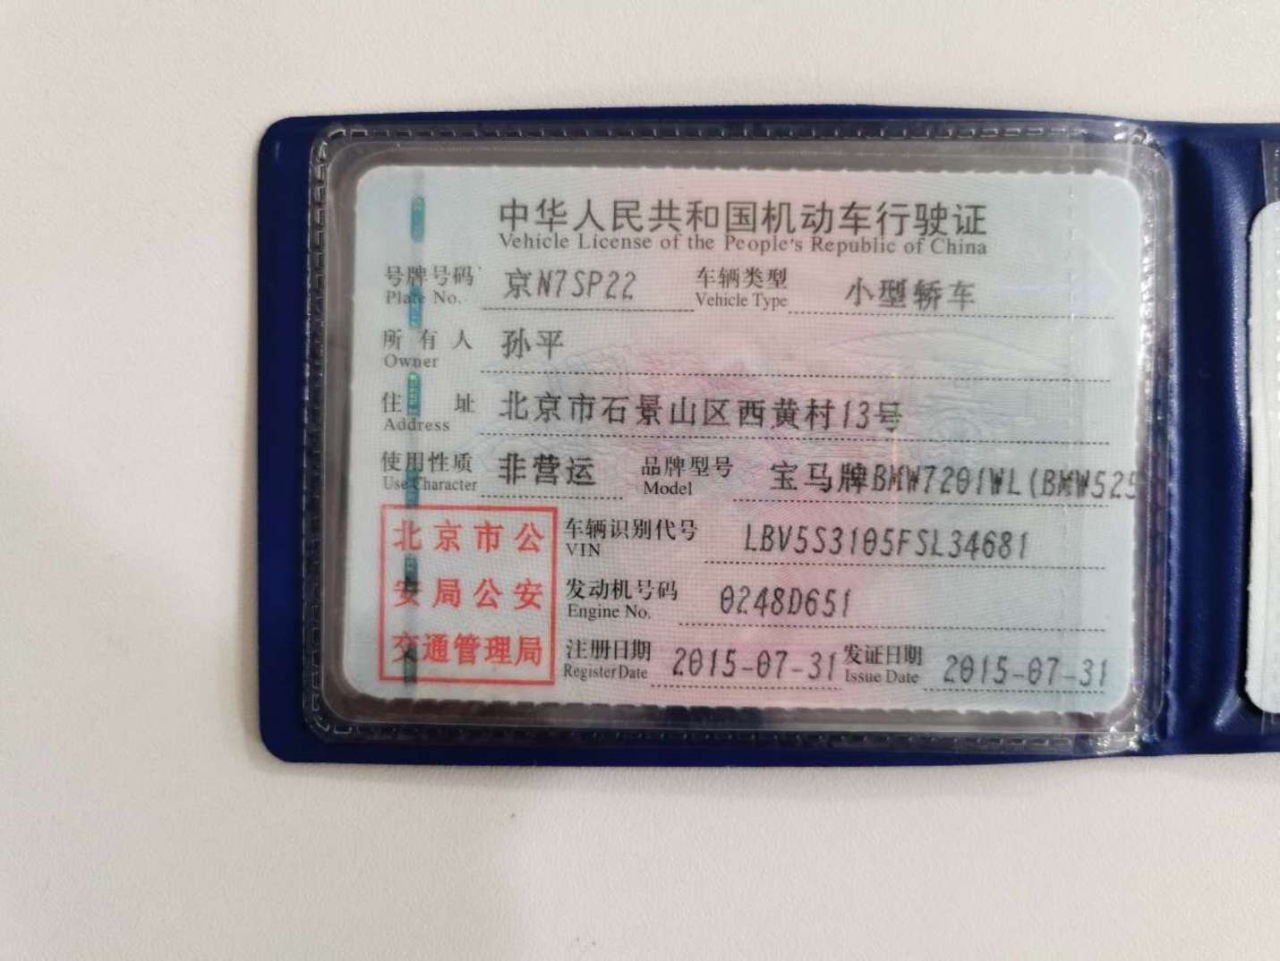 中华人民共和国机动车行驶证
Vehicle License of the People's Republic of China
号牌号码 京N7SP22 车辆类型 小型轿车
Plate No. Vehicle Type
所有人 孙平
Owner
住址 北京市石景山区西黄村13号
Address
使用性质 非营运 品牌型号 宝马牌BMW7201WL(BMW525
Use Character Model
北京市公安局公安交通管理局
车辆识别代号 LBV5S3105FSL34681
VIN
发动机号码 0248D651
Engine No.
注册日期 2015-07-31 发证日期 2015-07-31
Register Date Issue Date